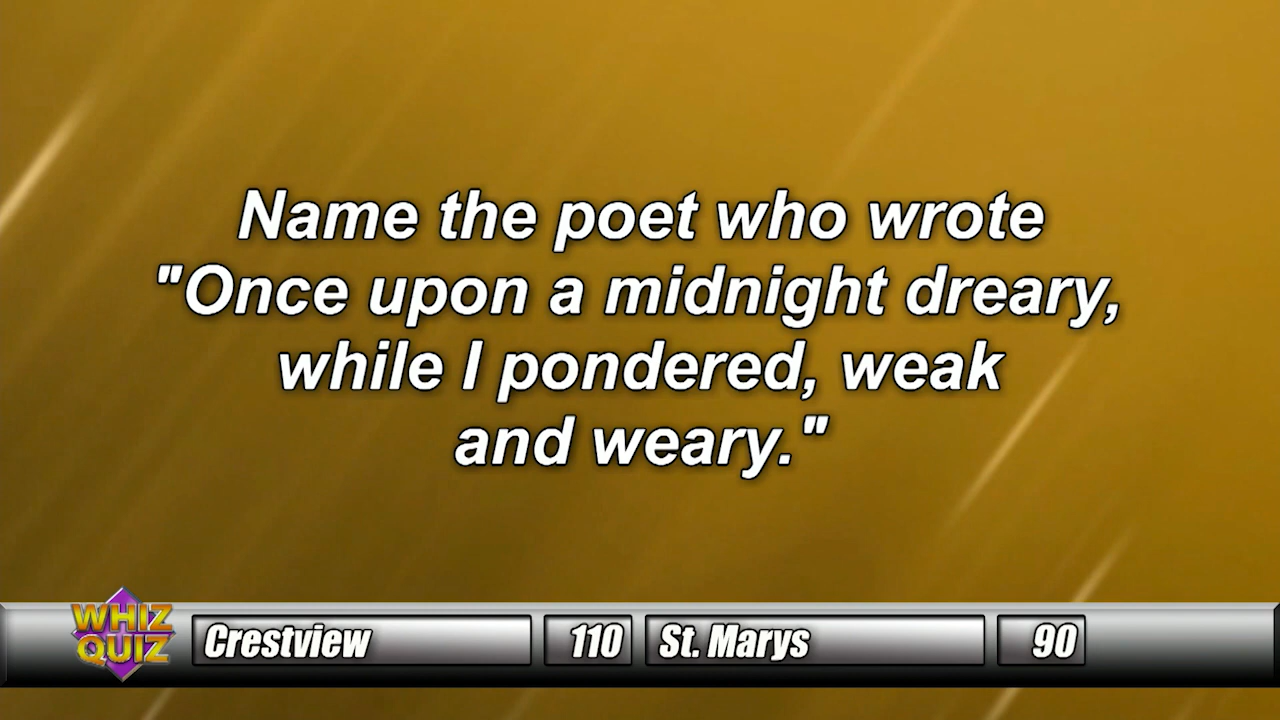 Name the poet who wrote
"Once upon a midnight dreary,
while I pondered, weak
and weary."
WHIZ
QUIZ
Crestview 110 St. Marys 90